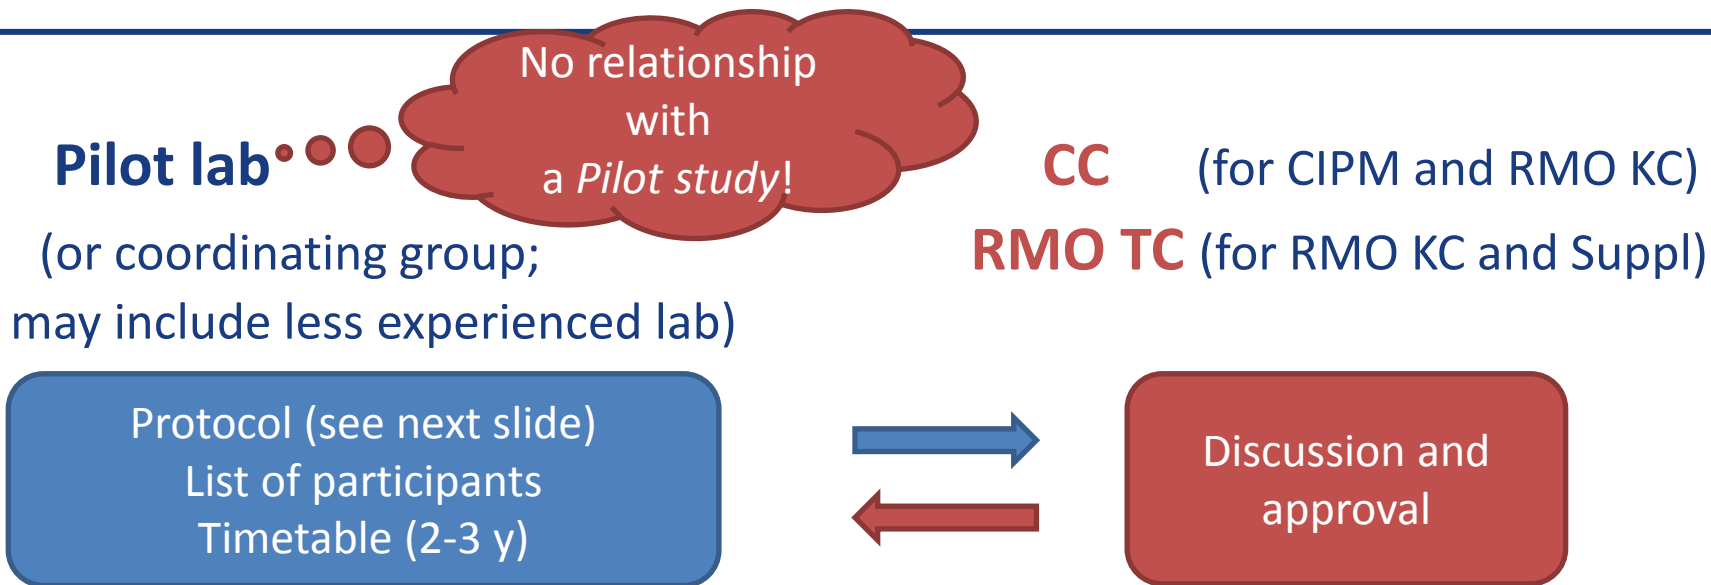 No relationship
with
a Pilot study!
Pilot lab
(or coordinating group;
may include less experienced lab)
CC (for CIPM and RMO KC)
RMO TC (for RMO KC and Suppl)
Protocol (see next slide)
List of participants
Timetable (2-3 y)
Discussion and
approval